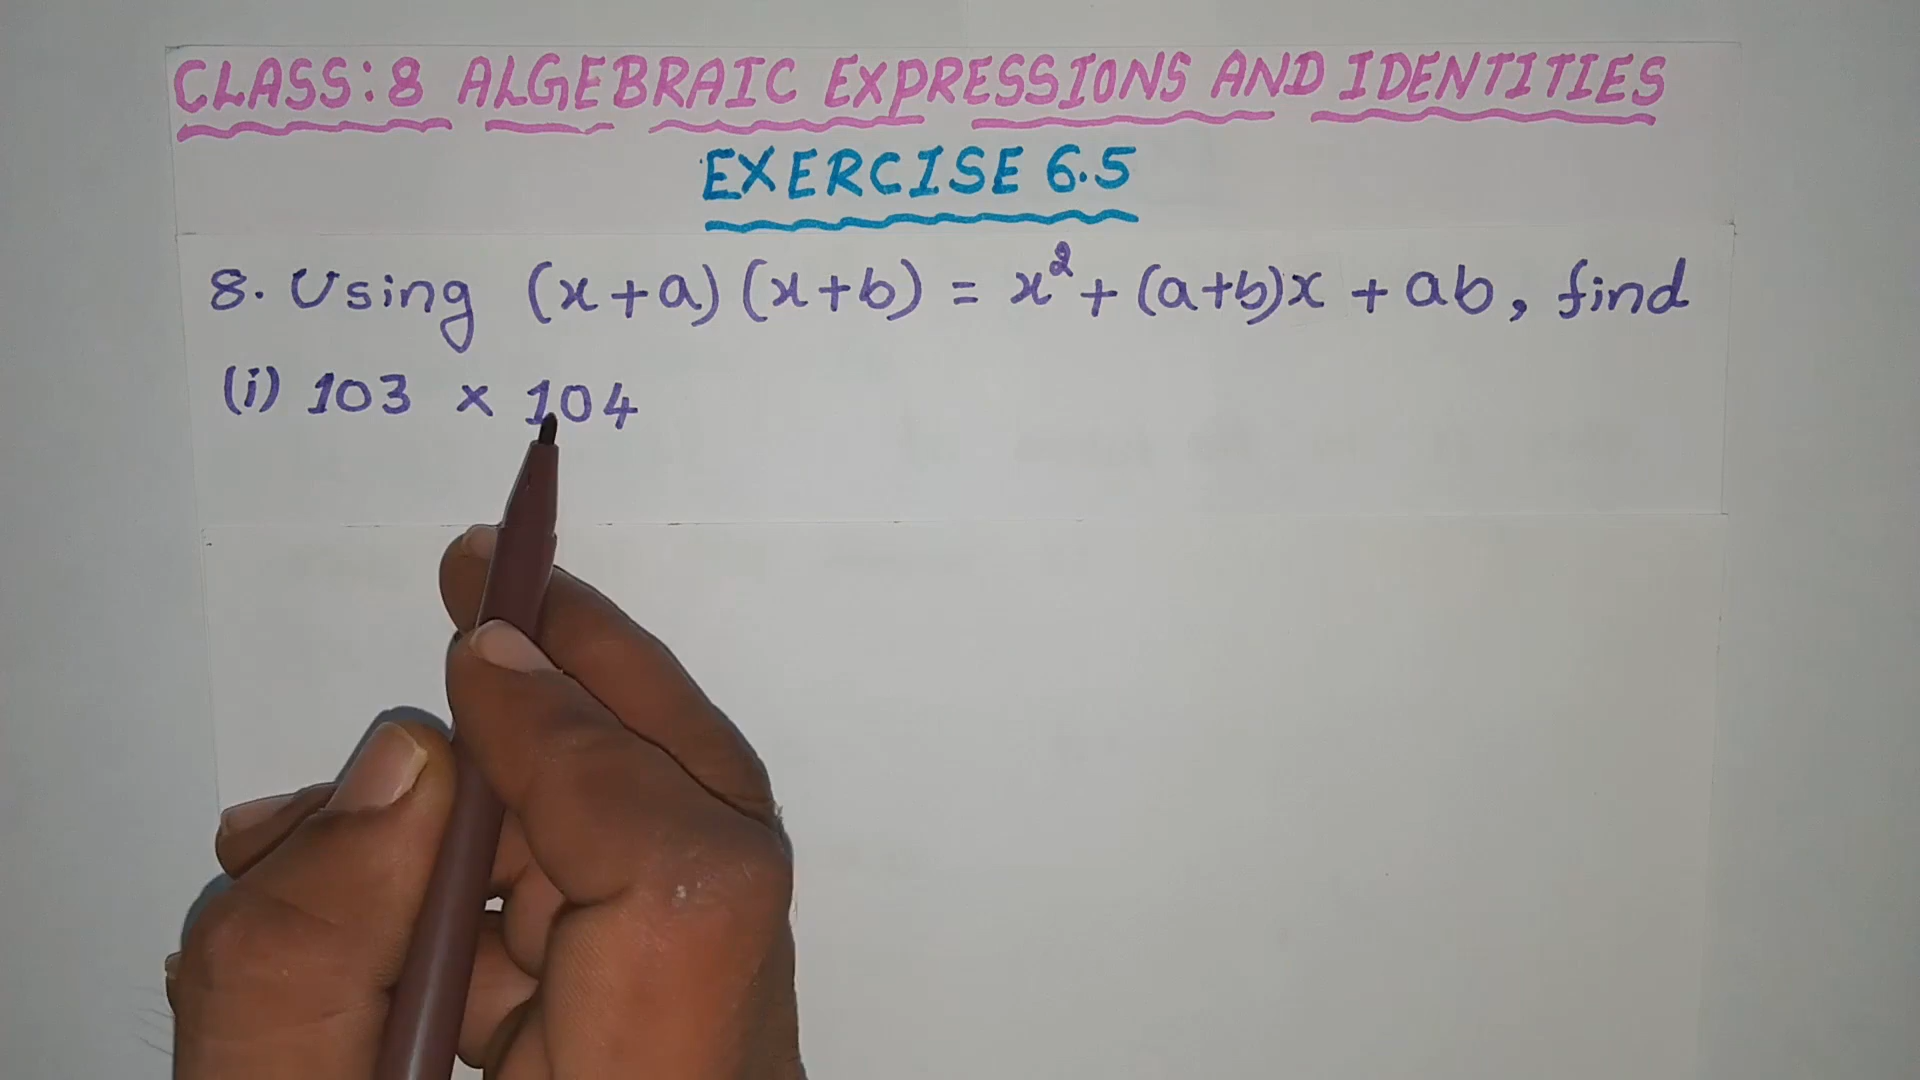 CLASS:8 ALGEBRAIC EXPRESSIONS AND IDENTITIES
EXERCISE 6.5
8. Using (x+a)(x+b) = x² + (a+b)x + ab, find
(i) 103 × 104